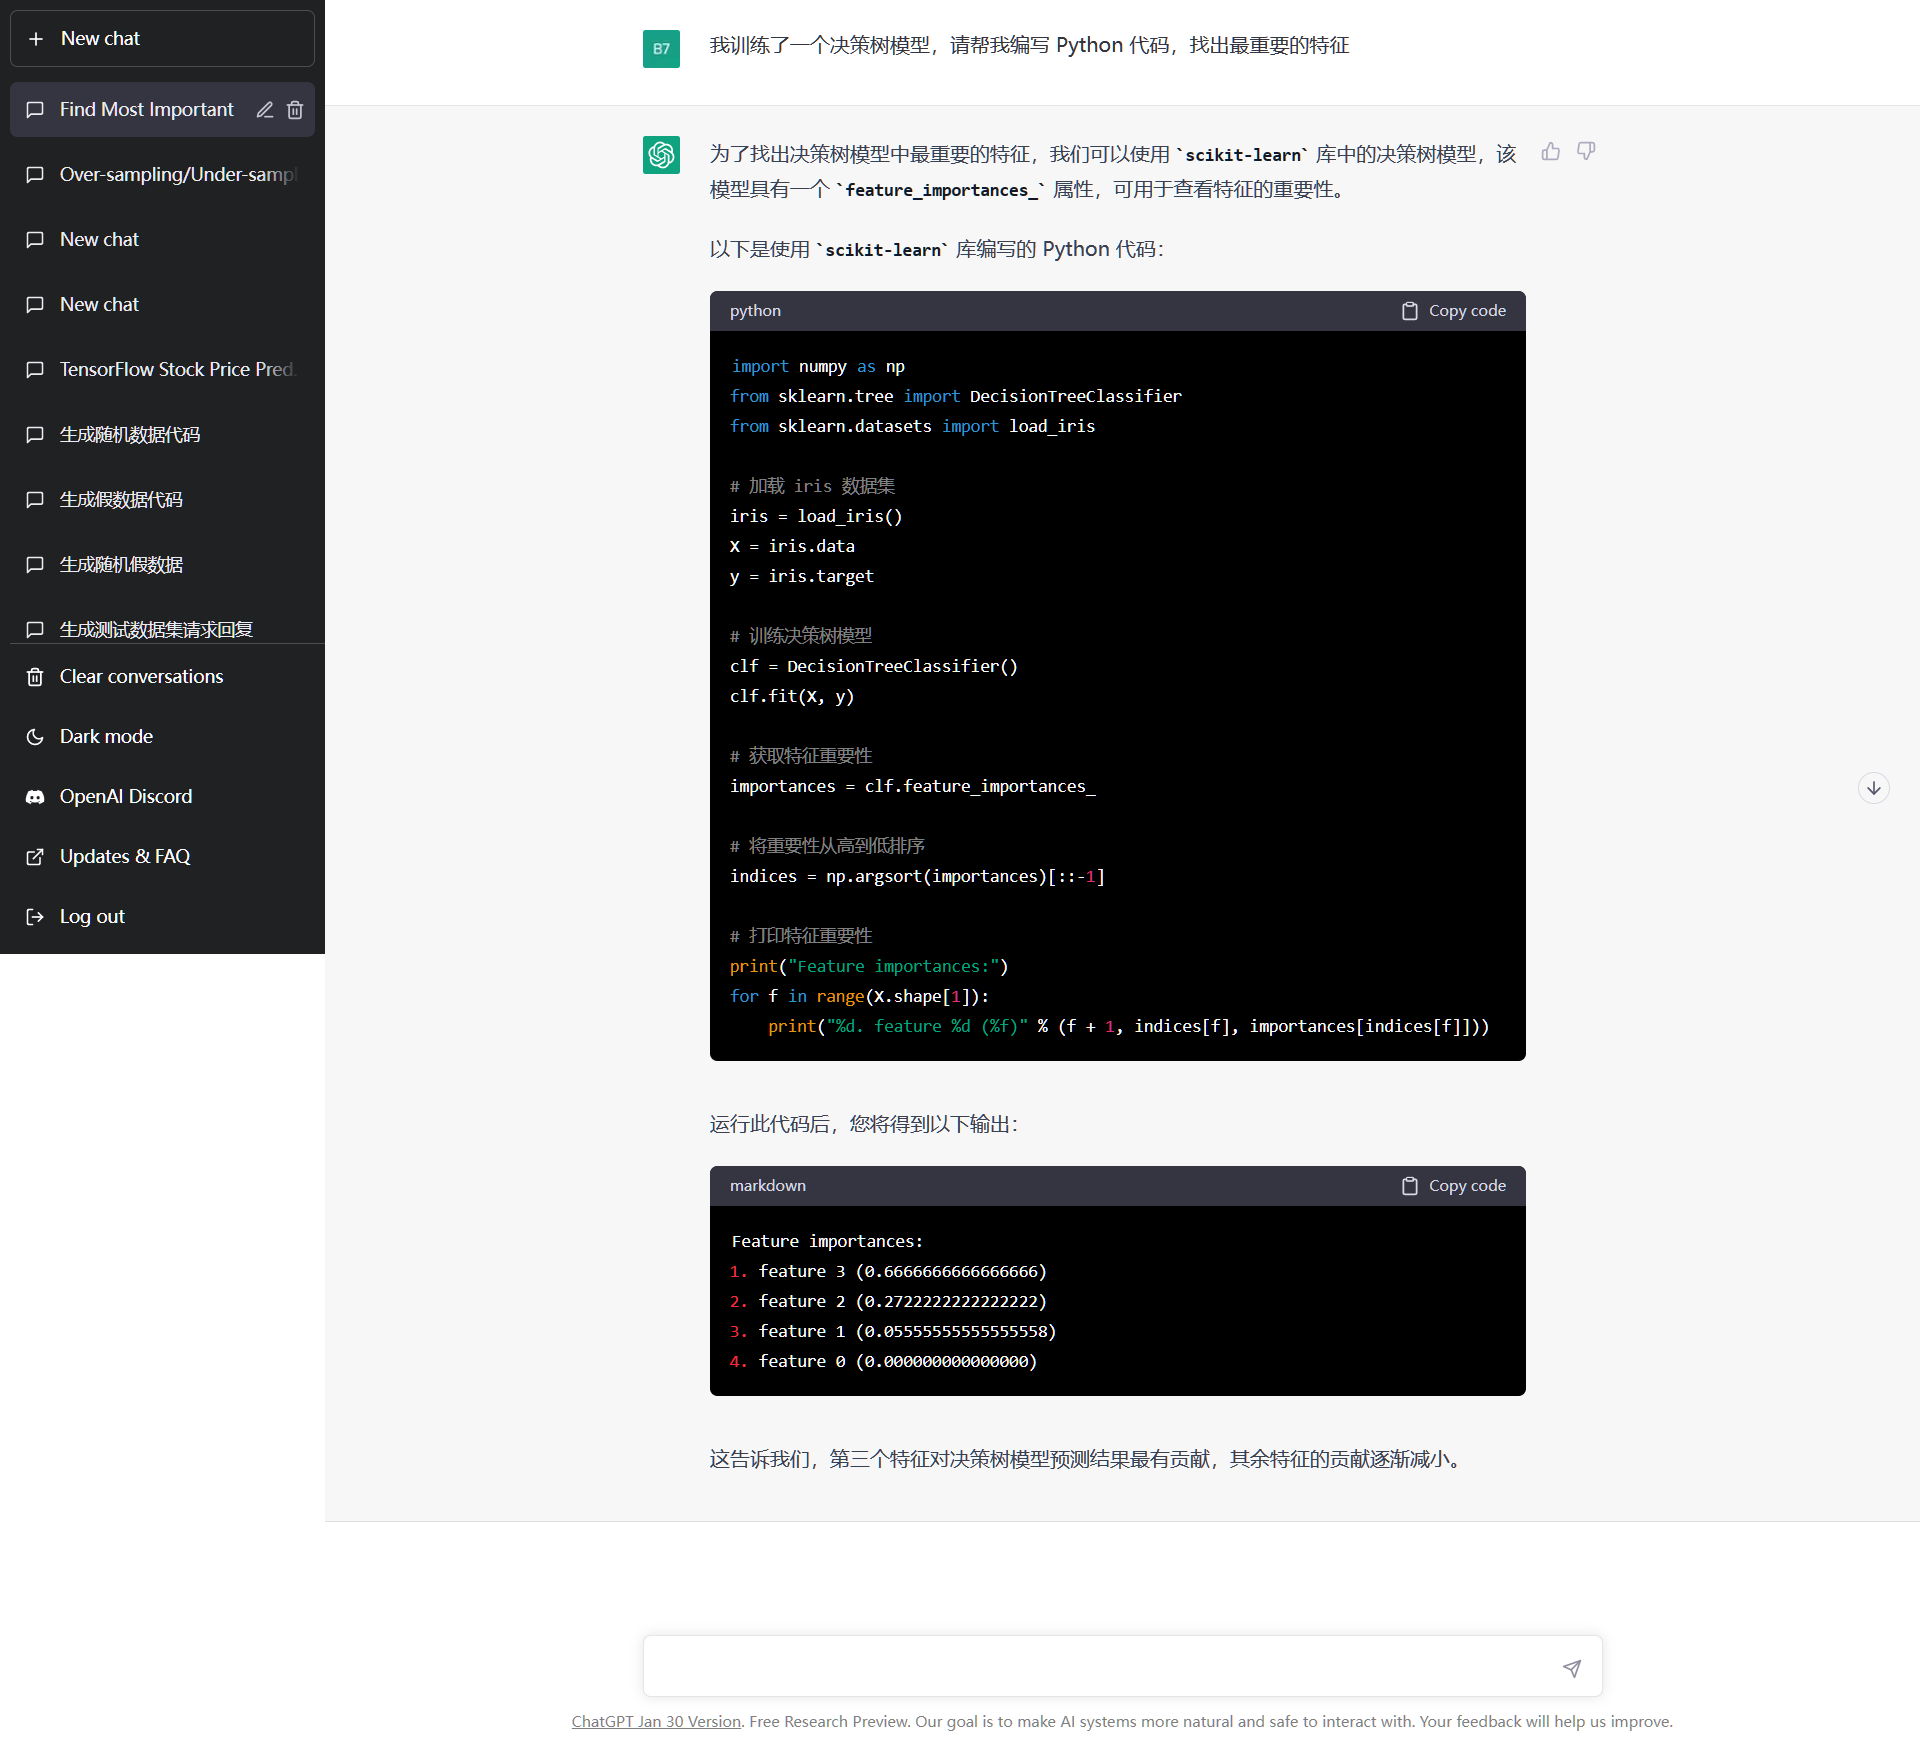 New chat
Find Most Important
Over-sampling/Under-sampl
New chat
New chat
TensorFlow Stock Price Pred.
生成随机数据代码
生成假数据代码
生成随机假数据
生成测试数据集请求回复
Clear conversations
Dark mode
OpenAI Discord
Updates & FAQ
Log out
B7
我训练了一个决策树模型，请帮我编写 Python 代码，找出最重要的特征
为了找出决策树模型中最重要的特征，我们可以使用 `scikit-learn` 库中的决策树模型，该
模型具有一个 `feature_importances_` 属性，可用于查看特征的重要性。
以下是使用 `scikit-learn` 库编写的 Python 代码：
python
Copy code
import numpy as np
from sklearn.tree import DecisionTreeClassifier
from sklearn.datasets import load_iris
# 加载 iris 数据集
iris = load_iris()
X = iris.data
y = iris.target
# 训练决策树模型
clf = DecisionTreeClassifier()
clf.fit(X, y)
# 获取特征重要性
importances = clf.feature_importances_
# 将重要性从高到低排序
indices = np.argsort(importances)[::-1]
# 打印特征重要性
print("Feature importances:")
for f in range(X.shape[1]):
    print("%d. feature %d (%f)" % (f + 1, indices[f], importances[indices[f]]))
运行此代码后，您将得到以下输出：
markdown
Copy code
Feature importances:
1. feature 3 (0.6666666666666666)
2. feature 2 (0.2722222222222222)
3. feature 1 (0.05555555555555558)
4. feature 0 (0.000000000000000)
这告诉我们，第三个特征对决策树模型预测结果最有贡献，其余特征的贡献逐渐减小。
ChatGPT Jan 30 Version. Free Research Preview. Our goal is to make AI systems more natural and safe to interact with. Your feedback will help us improve.